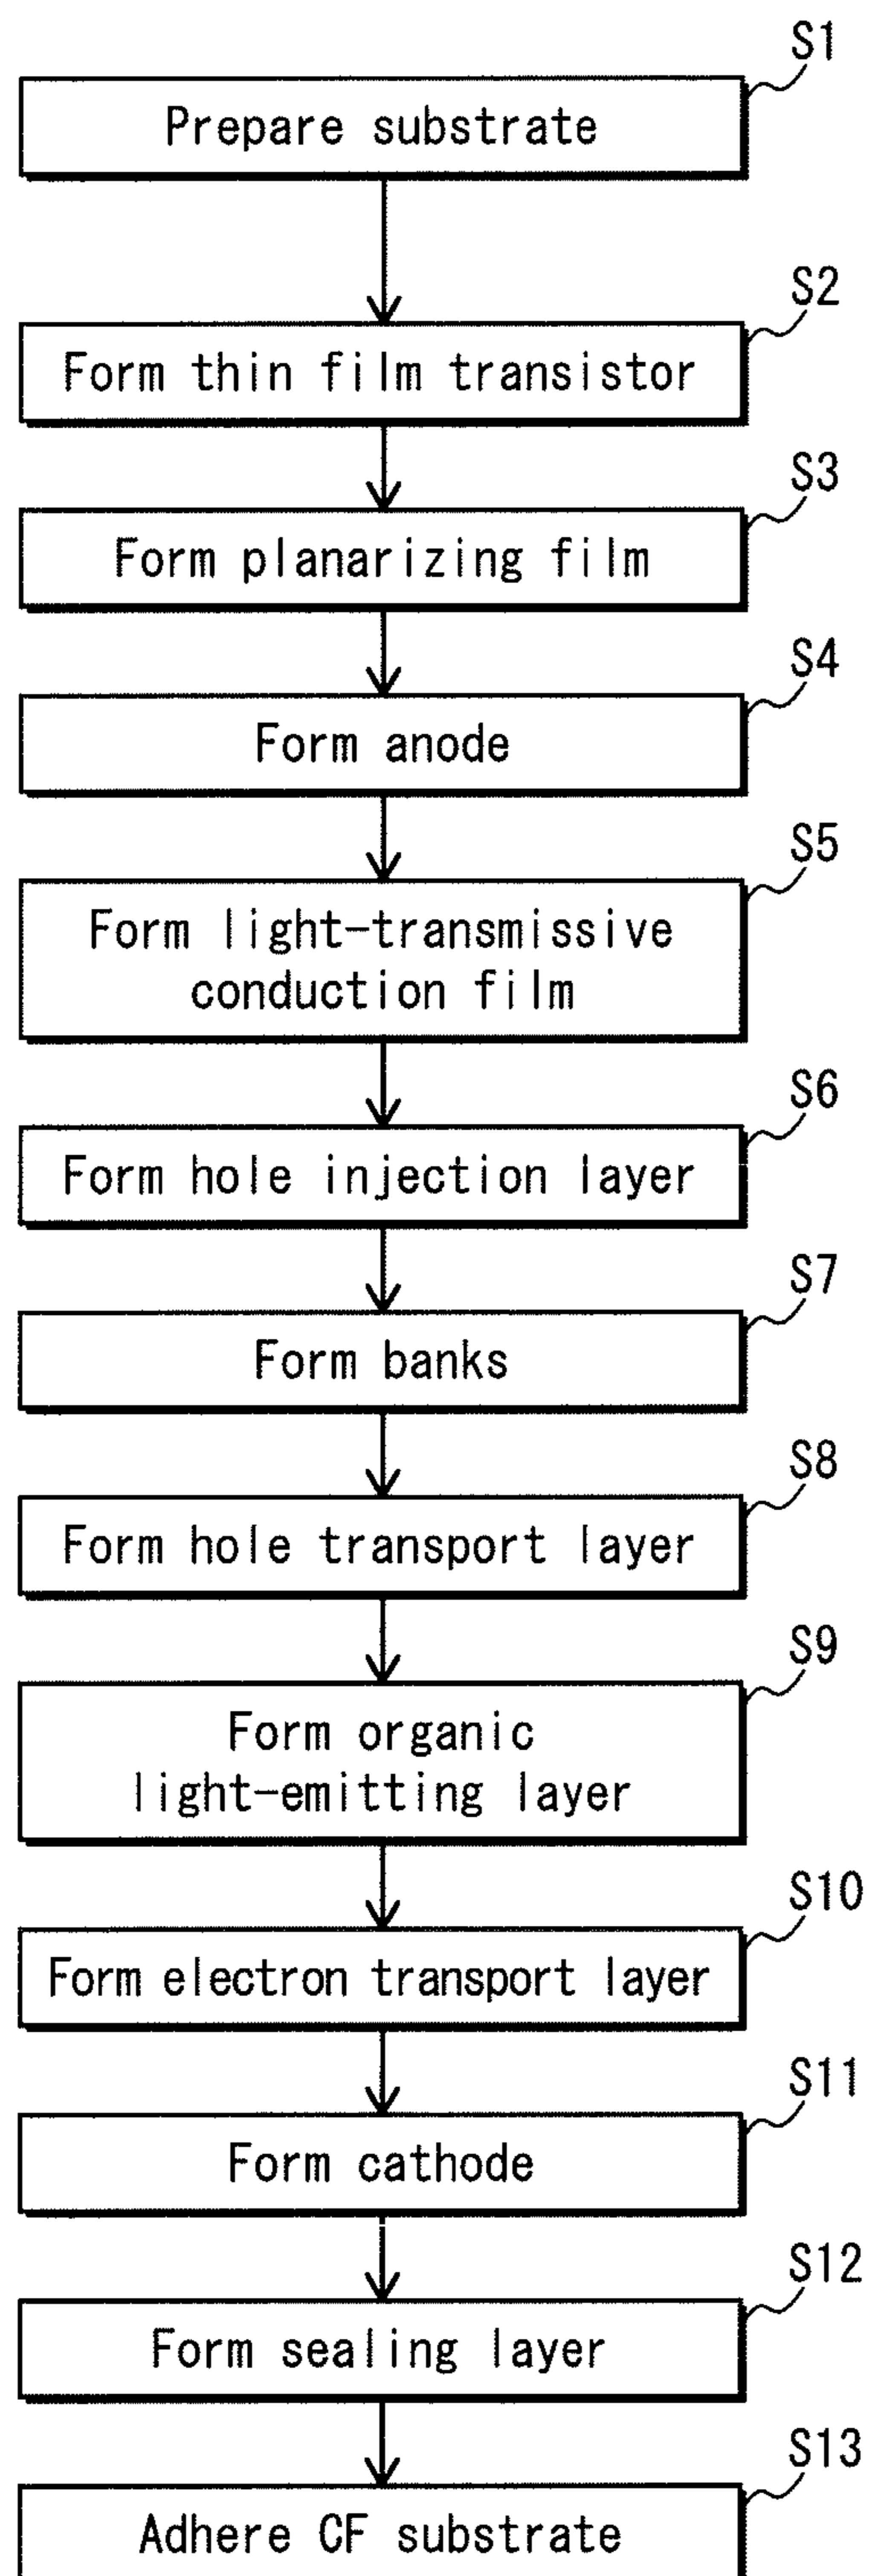 S1
Prepare substrate
S2
Form thin film transistor
S3
Form planarizing film
S4
Form anode
S5
Form light-transmissive
conduction film
S6
Form hole injection layer
S7
Form banks
S8
Form hole transport layer
S9
Form organic
light-emitting layer
S10
Form electron transport layer
S11
Form cathode
S12
Form sealing layer
S13
Adhere CF substrate